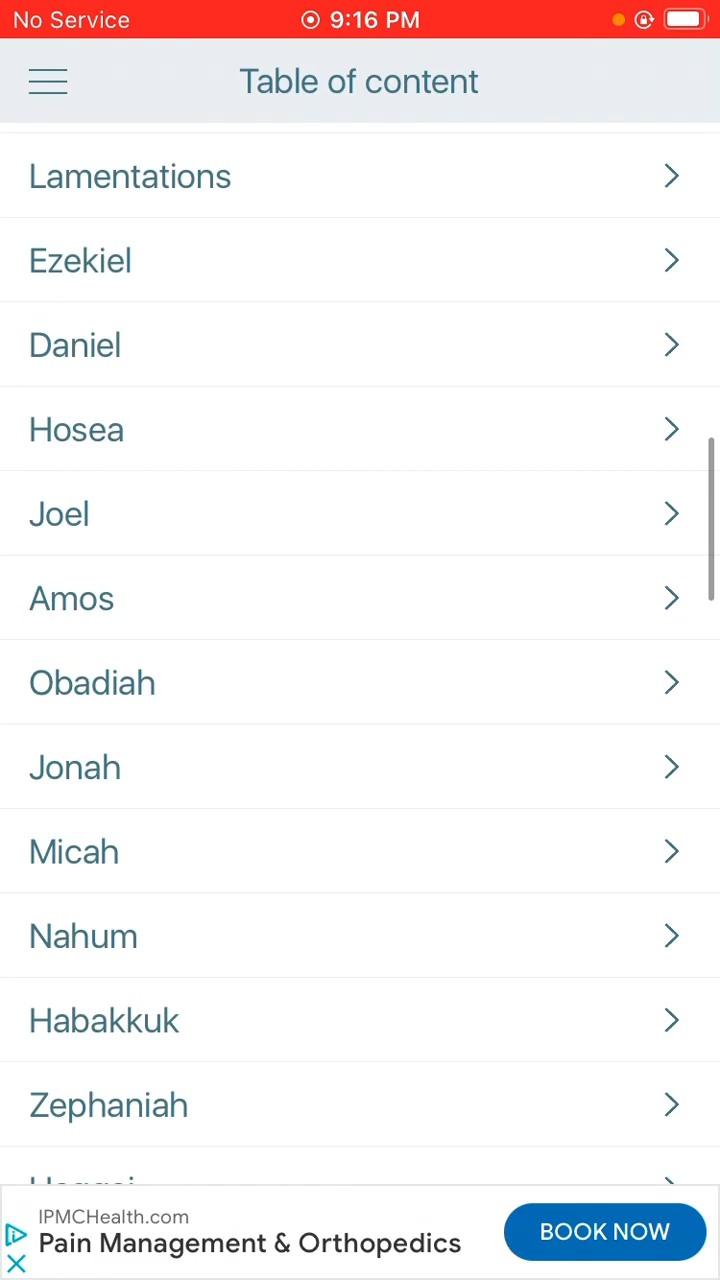 No Service 9:16 PM
Table of content
Lamentations
Ezekiel
Daniel
Hosea
Joel
Amos
Obadiah
Jonah
Micah
Nahum
Habakkuk
Zephaniah
IPMCHealth.com
Pain Management & Orthopedics
BOOK NOW